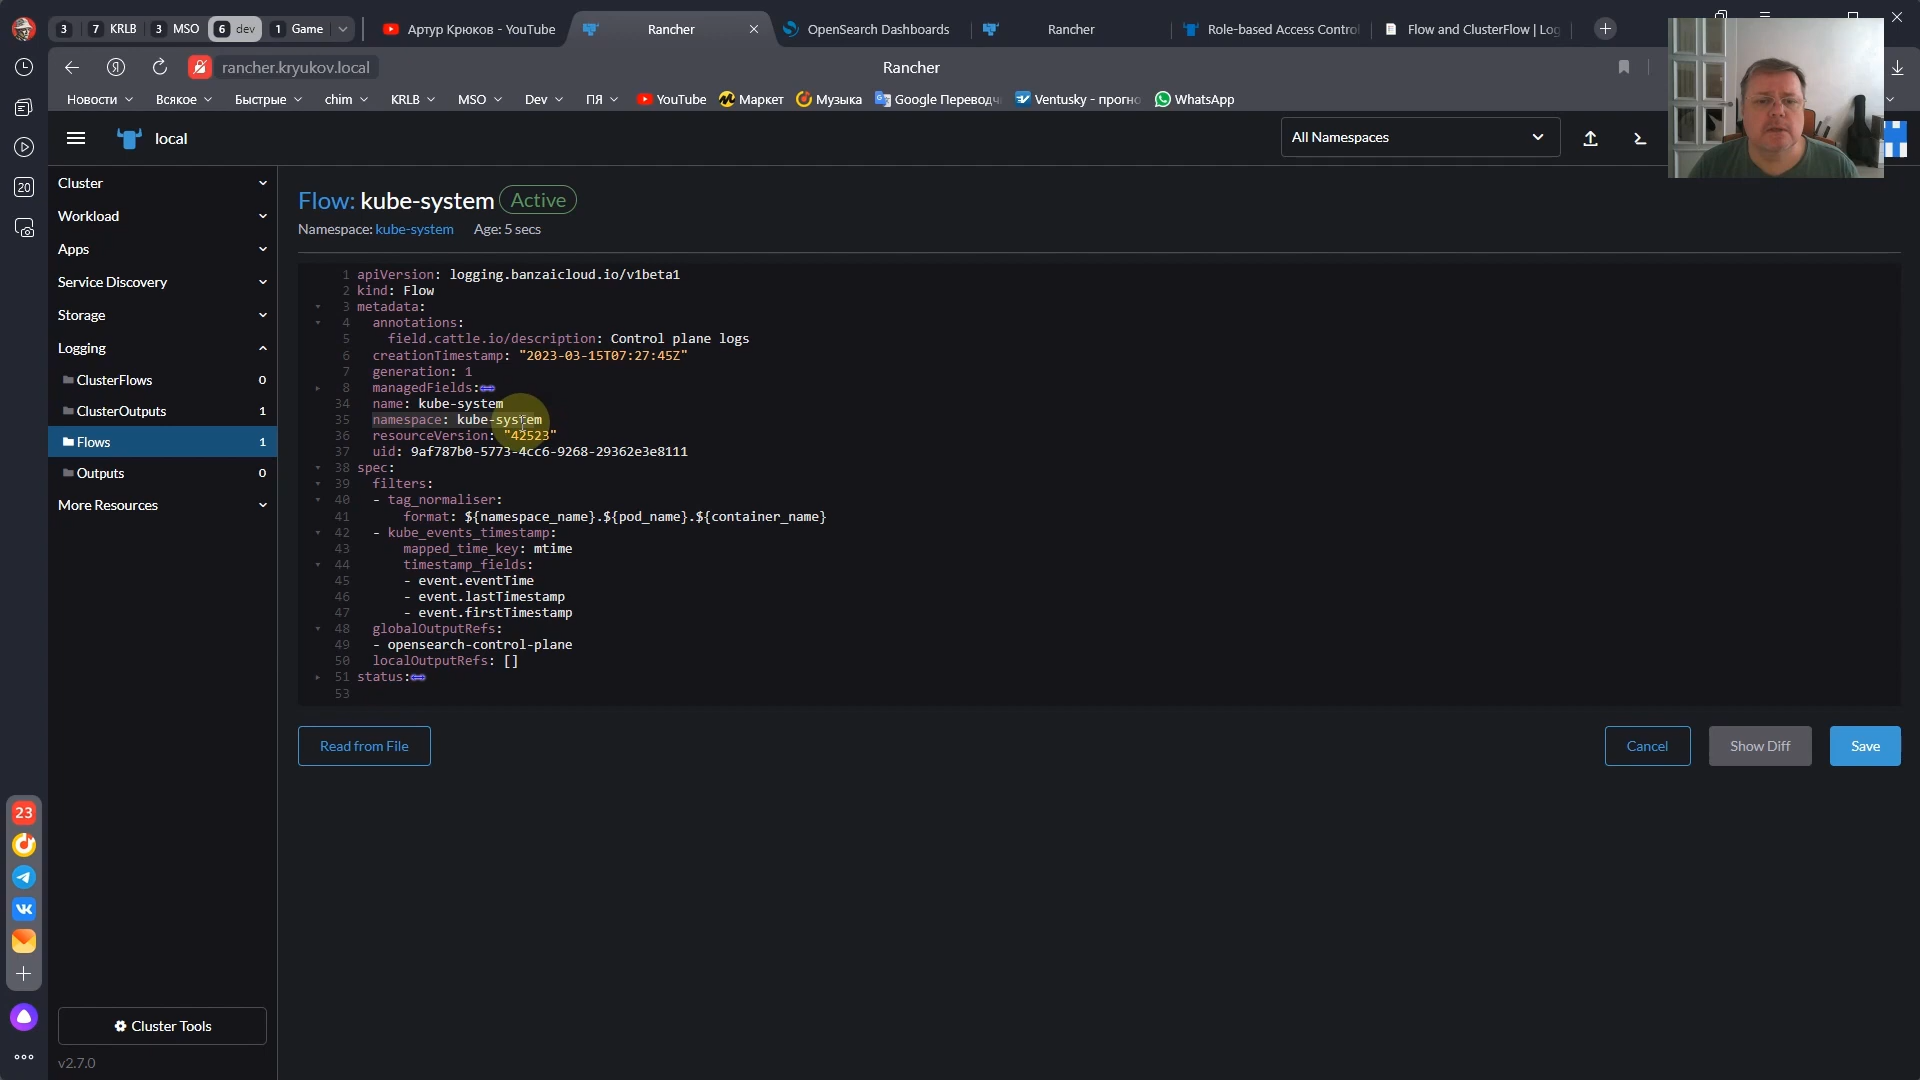 3 7 KRLB 3 MSO 6 dev 1 Game Артур Крюков - YouTube Rancher OpenSearch Dashboards Rancher Role-based Access Control Flow and ClusterFlow | Log
rancher.kryukov.local Rancher
Новости Всякое Быстрые chim KRLB MSO Dev ПЯ YouTube Маркет Музыка Google Переводч Ventusky - прогно WhatsApp
20
23
local All Namespaces
Cluster
Workload
Apps
Service Discovery
Storage
Logging
ClusterFlows 0
ClusterOutputs 1
Flows 1
Outputs 0
More Resources
Cluster Tools
v2.7.0
Flow: kube-system Active
Namespace: kube-system Age: 5 secs
1 apiVersion: logging.banzaicloud.io/v1beta1
2 kind: Flow
3 metadata:
4 annotations:
5 field.cattle.io/description: Control plane logs
6 creationTimestamp: "2023-03-15T07:27:45Z"
7 generation: 1
8 managedFields:
34 name: kube-system
35 namespace: kube-system
36 resourceVersion: "42523"
37 uid: 9af787b0-5773-4cc6-9268-29362e3e8111
38 spec:
39 filters:
40 - tag_normaliser:
41 format: ${namespace_name}.${pod_name}.${container_name}
42 - kube_events_timestamp:
43 mapped_time_key: mtime
44 timestamp_fields:
45 - event.eventTime
46 - event.lastTimestamp
47 - event.firstTimestamp
48 globalOutputRefs:
49 - opensearch-control-plane
50 localOutputRefs: []
51 status:
53
Read from File Cancel Show Diff Save